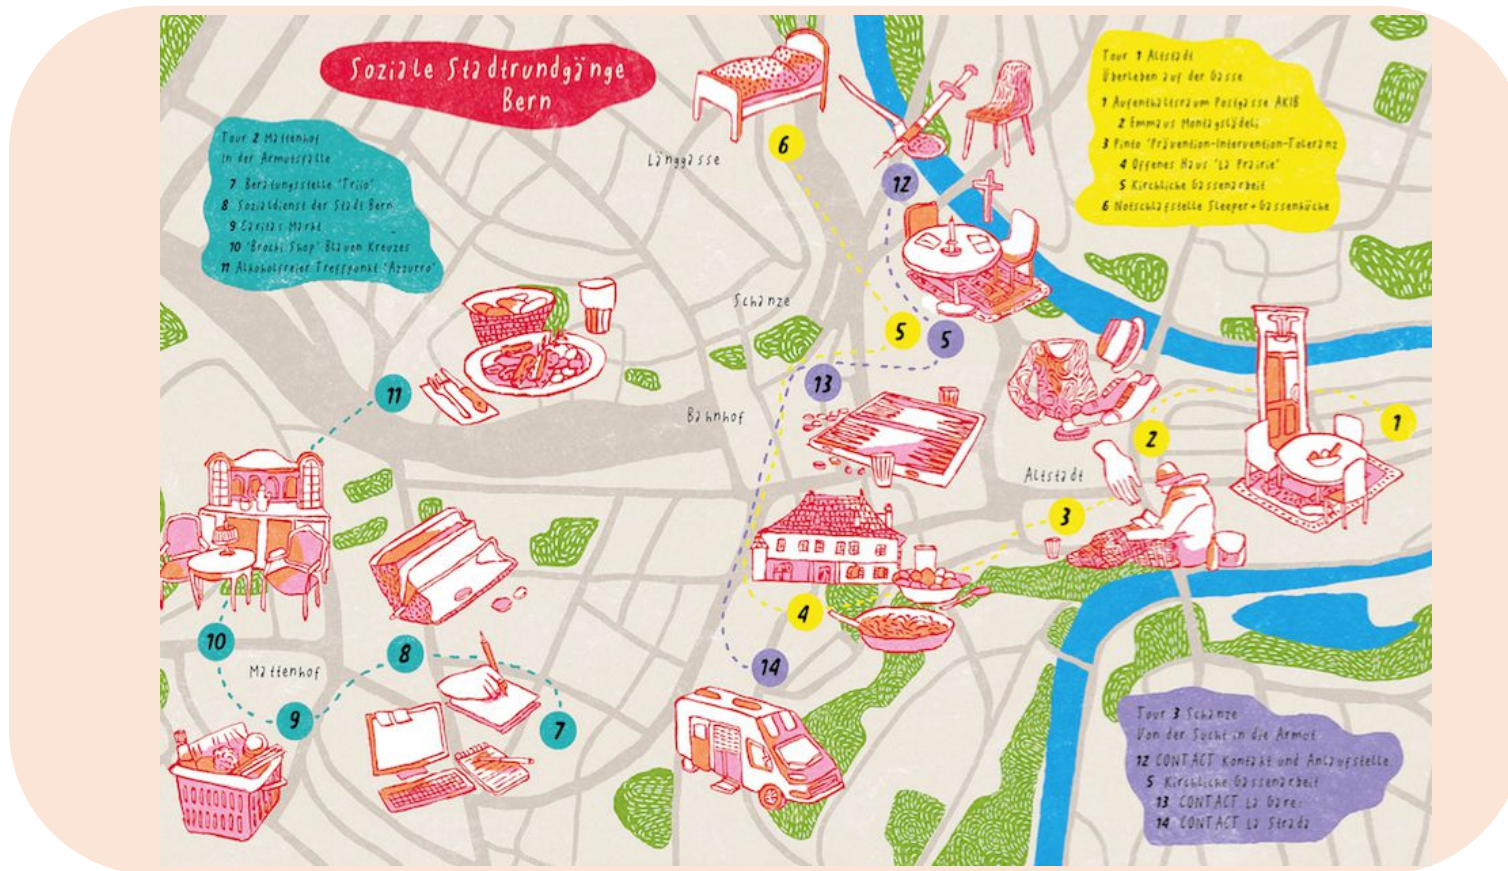 Soziale Stadtrundgänge
Bern
Tour 2 Mattenhof
In der Armutsfalle
7 Beratungsstelle 'Triio'
8 Sozialdienst der Stadt Bern
9 Caritas Markt
10 'Brocki Shop' Blauen Kreuzes
11 Alkoholfreier Treffpunkt 'Azzurro'
Tour 1 Altstadt
Überleben auf der Gasse
1 Aufenthaltsraum Postgasse AKiB
2 Emmaus Montagslädeli
3 Pinto 'Prävention-Intervention-Toleranz
4 Offenes Haus 'La Prairie'
5 Kirchliche Gassenarbeit
6 Notschlafstelle Sleeper+Gassenküche
Länggasse
6
12
Schanze
5
5
13
11
Bahnhof
1
2
Altstadt
3
4
10
8
14
Mattenhof
9
7
Tour 3 Schanze
Von der Sucht in die Armut
12 CONTACT Kontakt und Anlaufstelle
5 Kirchliche Gassenarbeit
13 CONTACT La Gare
14 CONTACT La Strada